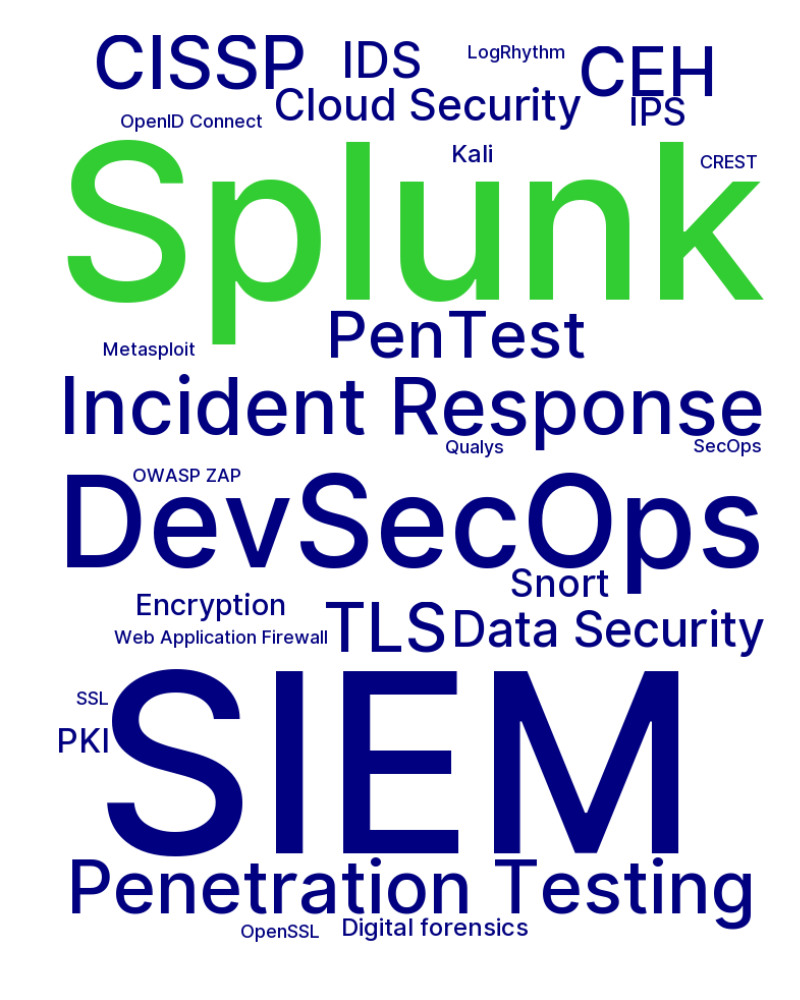 CISSP
IDS
LogRhythm
CEH
Cloud Security
IPS
OpenID Connect
Kali
CREST
Splunk
PenTest
Metasploit
Incident Response
Qualys
SecOps
OWASP ZAP
DevSecOps
Snort
Encryption
TLS
Data Security
Web Application Firewall
SSL
PKI
SIEM
Penetration Testing
OpenSSL
Digital forensics